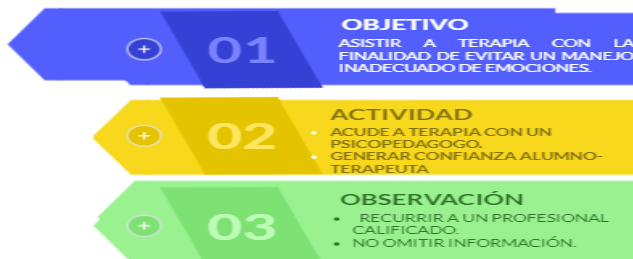 01
OBJETIVO
ASISTIR A TERAPIA CON LA
FINALIDAD DE EVITAR UN MANEJO
INADECUADO DE EMOCIONES.
02
ACTIVIDAD
• ACUDE A TERAPIA CON UN
PSICOPEDAGOGO.
• GENERAR CONFIANZA ALUMNO-
TERAPEUTA
03
OBSERVACIÓN
• RECURRIR A UN PROFESIONAL
CALIFICADO.
• NO OMITIR INFORMACIÓN.